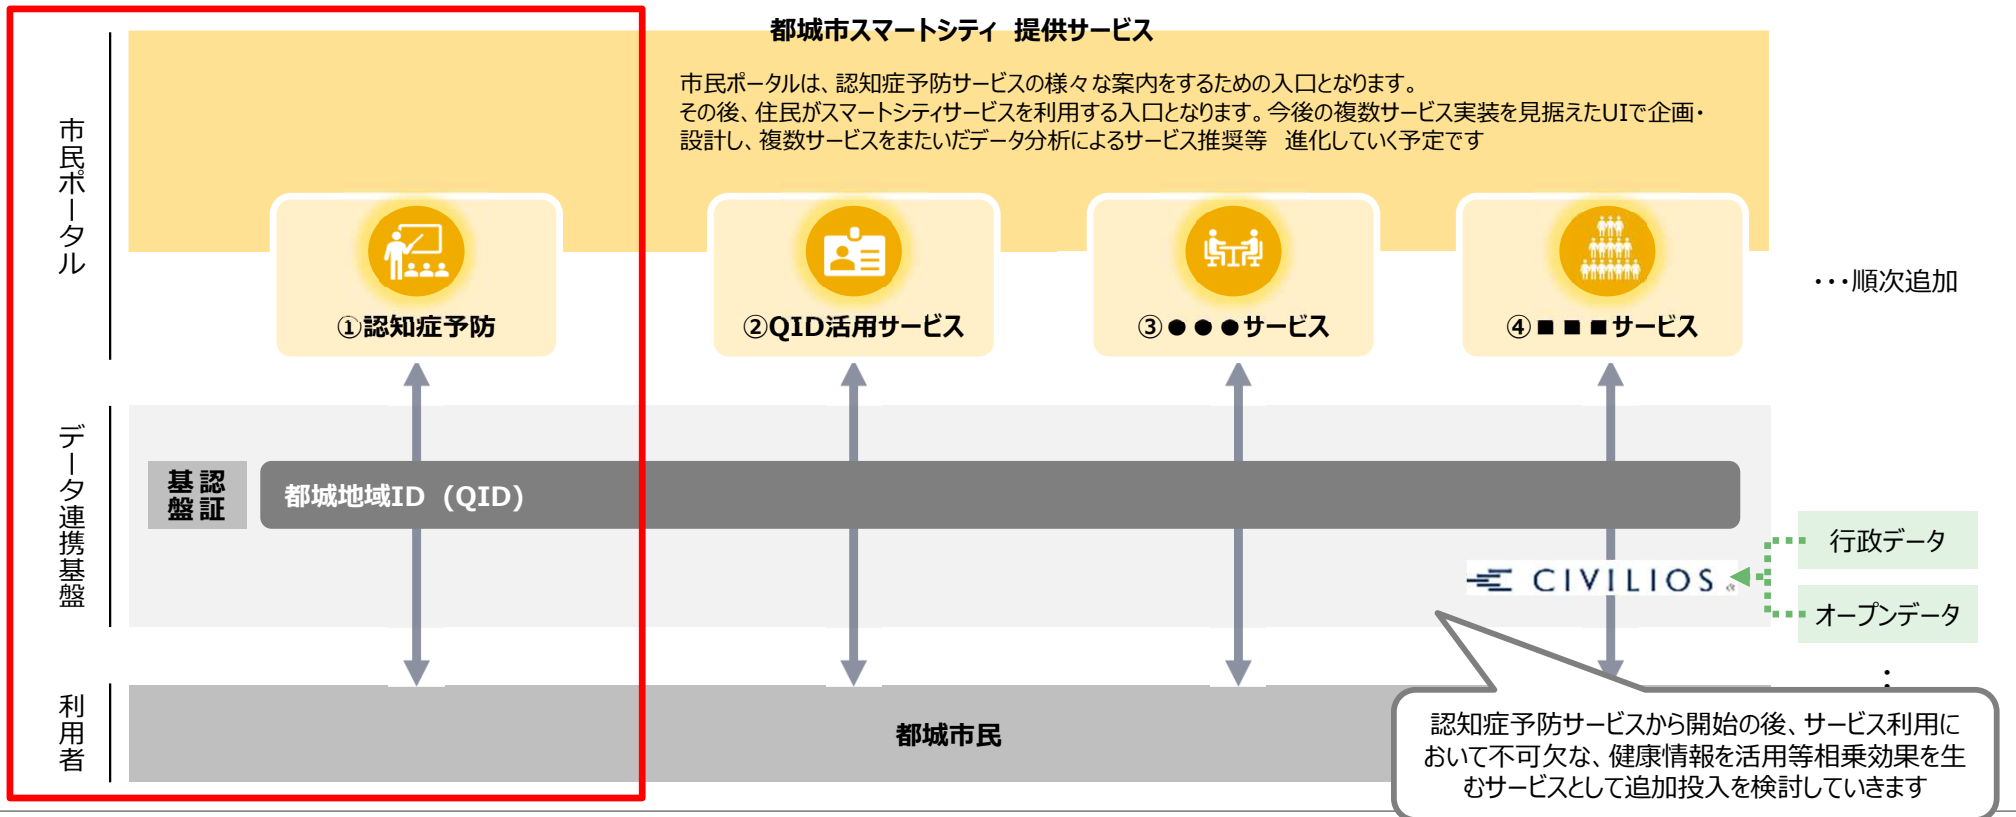 都城市スマートシティ 提供サービス
市民ポータルは、認知症予防サービスの様々な案内をするための入口となります。
その後、住民がスマートシティサービスを利用する入口となります。今後の複数サービス実装を見据えたUIで企画・
設計し、複数サービスをまたいだデータ分析によるサービス推奨等　進化していく予定です
市民ポータル
①認知症予防
②QID活用サービス
③●●●サービス
④■■■サービス
・・・順次追加
データ連携基盤
認証
基盤
都城地域ID（QID）
CIVILIOS
行政データ
オープンデータ
：
利用者
都城市民
認知症予防サービスから開始の後、サービス利用に
おいて不可欠な、健康情報を活用等相乗効果を生
むサービスとして追加投入を検討していきます